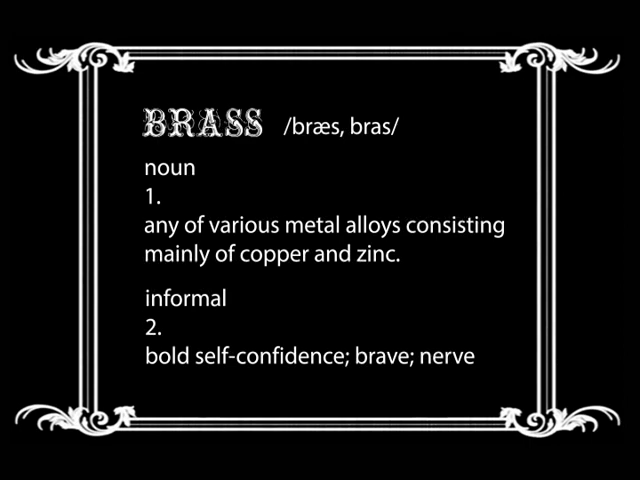 BRASS /bræs, bras/
noun
1.
any of various metal alloys consisting
mainly of copper and zinc.
informal
2.
bold self-confidence; brave; nerve